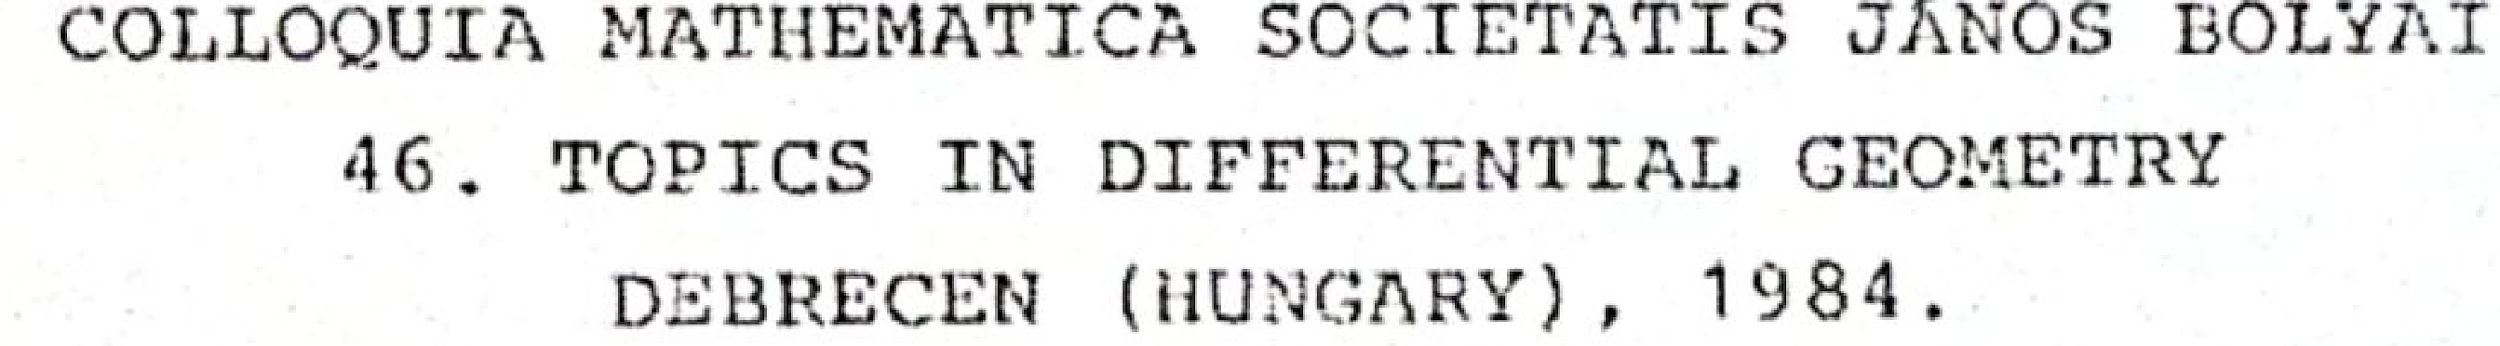 COLLOQUIA MATHEMATICA SOCIETATIS JÁNOS BOLYAI
46. TOPICS IN DIFFERENTIAL GEOMETRY
DEBRECEN (HUNGARY), 1984.